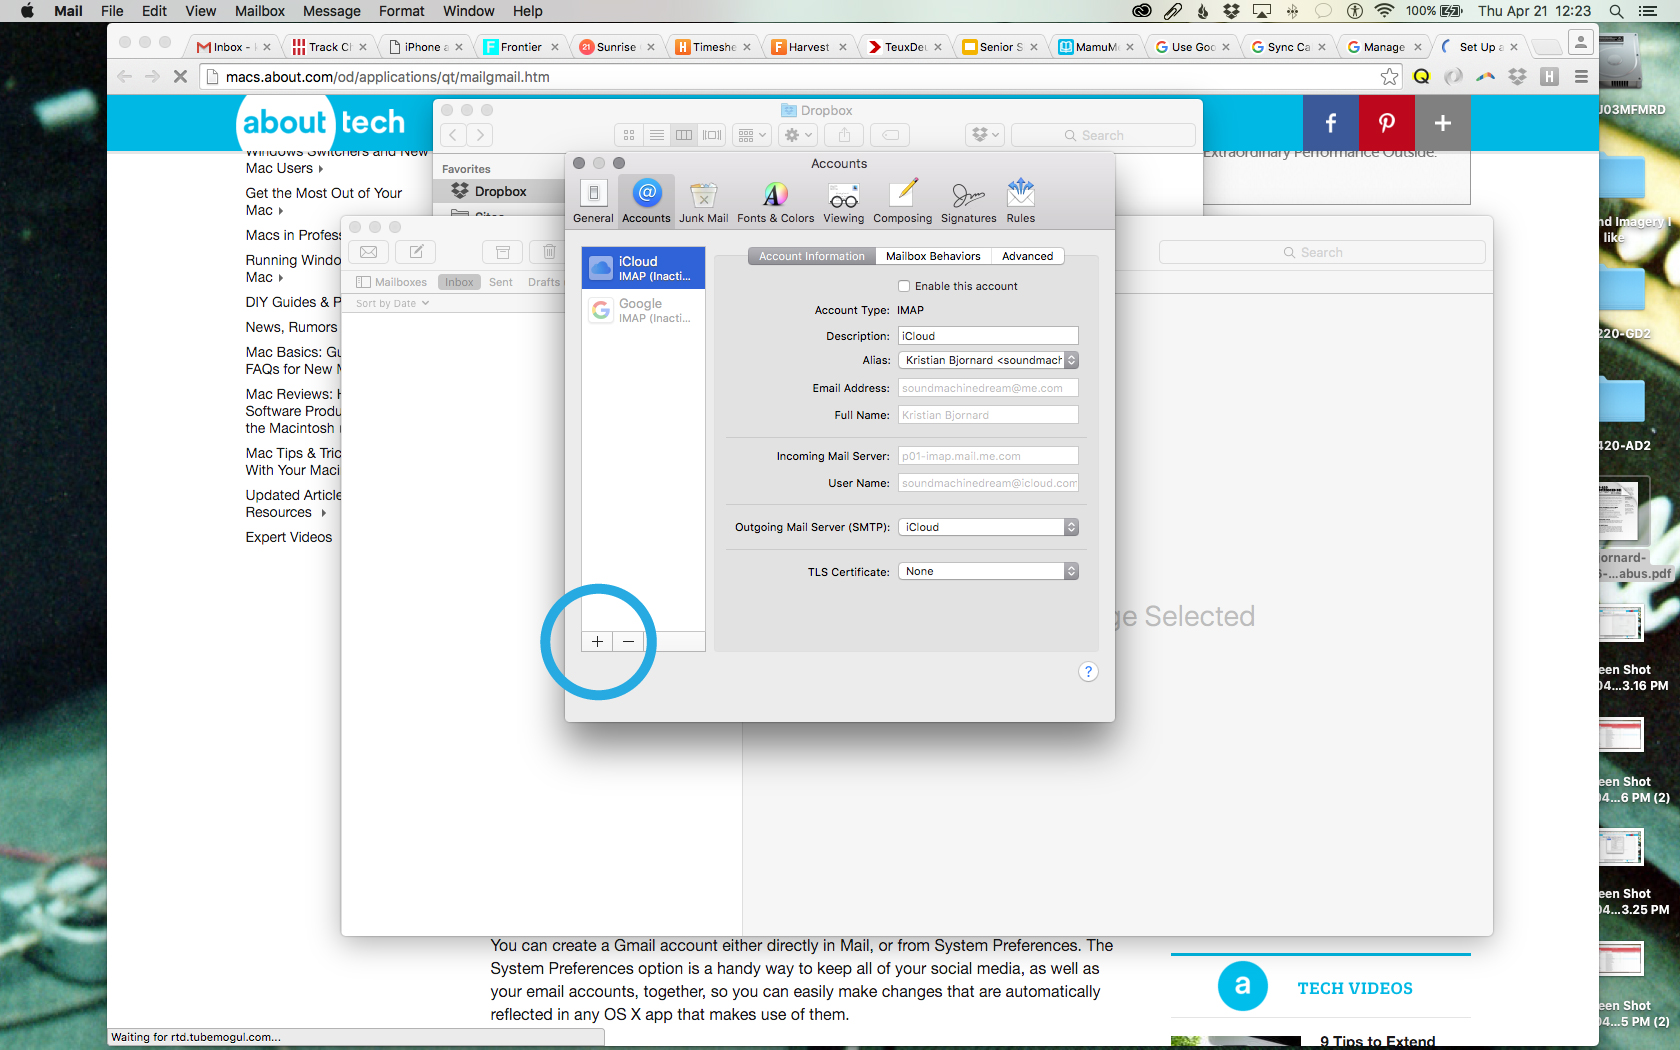 Mail File Edit View Mailbox Message Format Window Help 100% Thu Apr 21 12:23
Inbox - Track Cl iPhone a Frontier 21 Sunrise Timeshe Harvest TeuxDeu Senior S MamuM Use Goo Sync Ca Manage Set Up a
macs.about.com/od/applications/qt/mailgmail.htm
about tech
Windows Switchers and New
Mac Users
Get the Most Out of Your
Mac
Macs in Profess
Running Windo
Mac
DIY Guides & P
News, Rumors
Mac Basics: Gu
FAQs for New M
Mac Reviews: H
Software Produ
the Macintosh
Mac Tips & Tric
With Your Maci
Updated Article
Resources
Expert Videos
Extraordinary Performance Outside.
Dropbox
Search
Favorites
Dropbox
Sites
Mailboxes Inbox Sent Drafts
Sort by Date
Search
ge Selected
Accounts
General Accounts Junk Mail Fonts & Colors Viewing Composing Signatures Rules
iCloud
IMAP (Inacti...
Google
IMAP (Inacti...
Account Information Mailbox Behaviors Advanced
Enable this account
Account Type: IMAP
Description: iCloud
Alias: Kristian Bjornard <soundmach
Email Address: soundmachinedream@me.com
Full Name: Kristian Bjornard
Incoming Mail Server: p01-imap.mail.me.com
User Name: soundmachinedream@icloud.com
Outgoing Mail Server (SMTP): iCloud
TLS Certificate: None
+ −
?
You can create a Gmail account either directly in Mail, or from System Preferences. The
System Preferences option is a handy way to keep all of your social media, as well as
your email accounts, together, so you can easily make changes that are automatically
reflected in any OS X app that makes use of them.
a TECH VIDEOS
9 Tips to Extend
Waiting for rtd.tubemogul.com...
J03MFMRD
nd Imagery I
like
220-GD2
420-AD2
jornard-
6-...abus.pdf
een Shot
04...3.16 PM
een Shot
04...6 PM (2)
een Shot
04...3.25 PM
een Shot
04...5 PM (2)